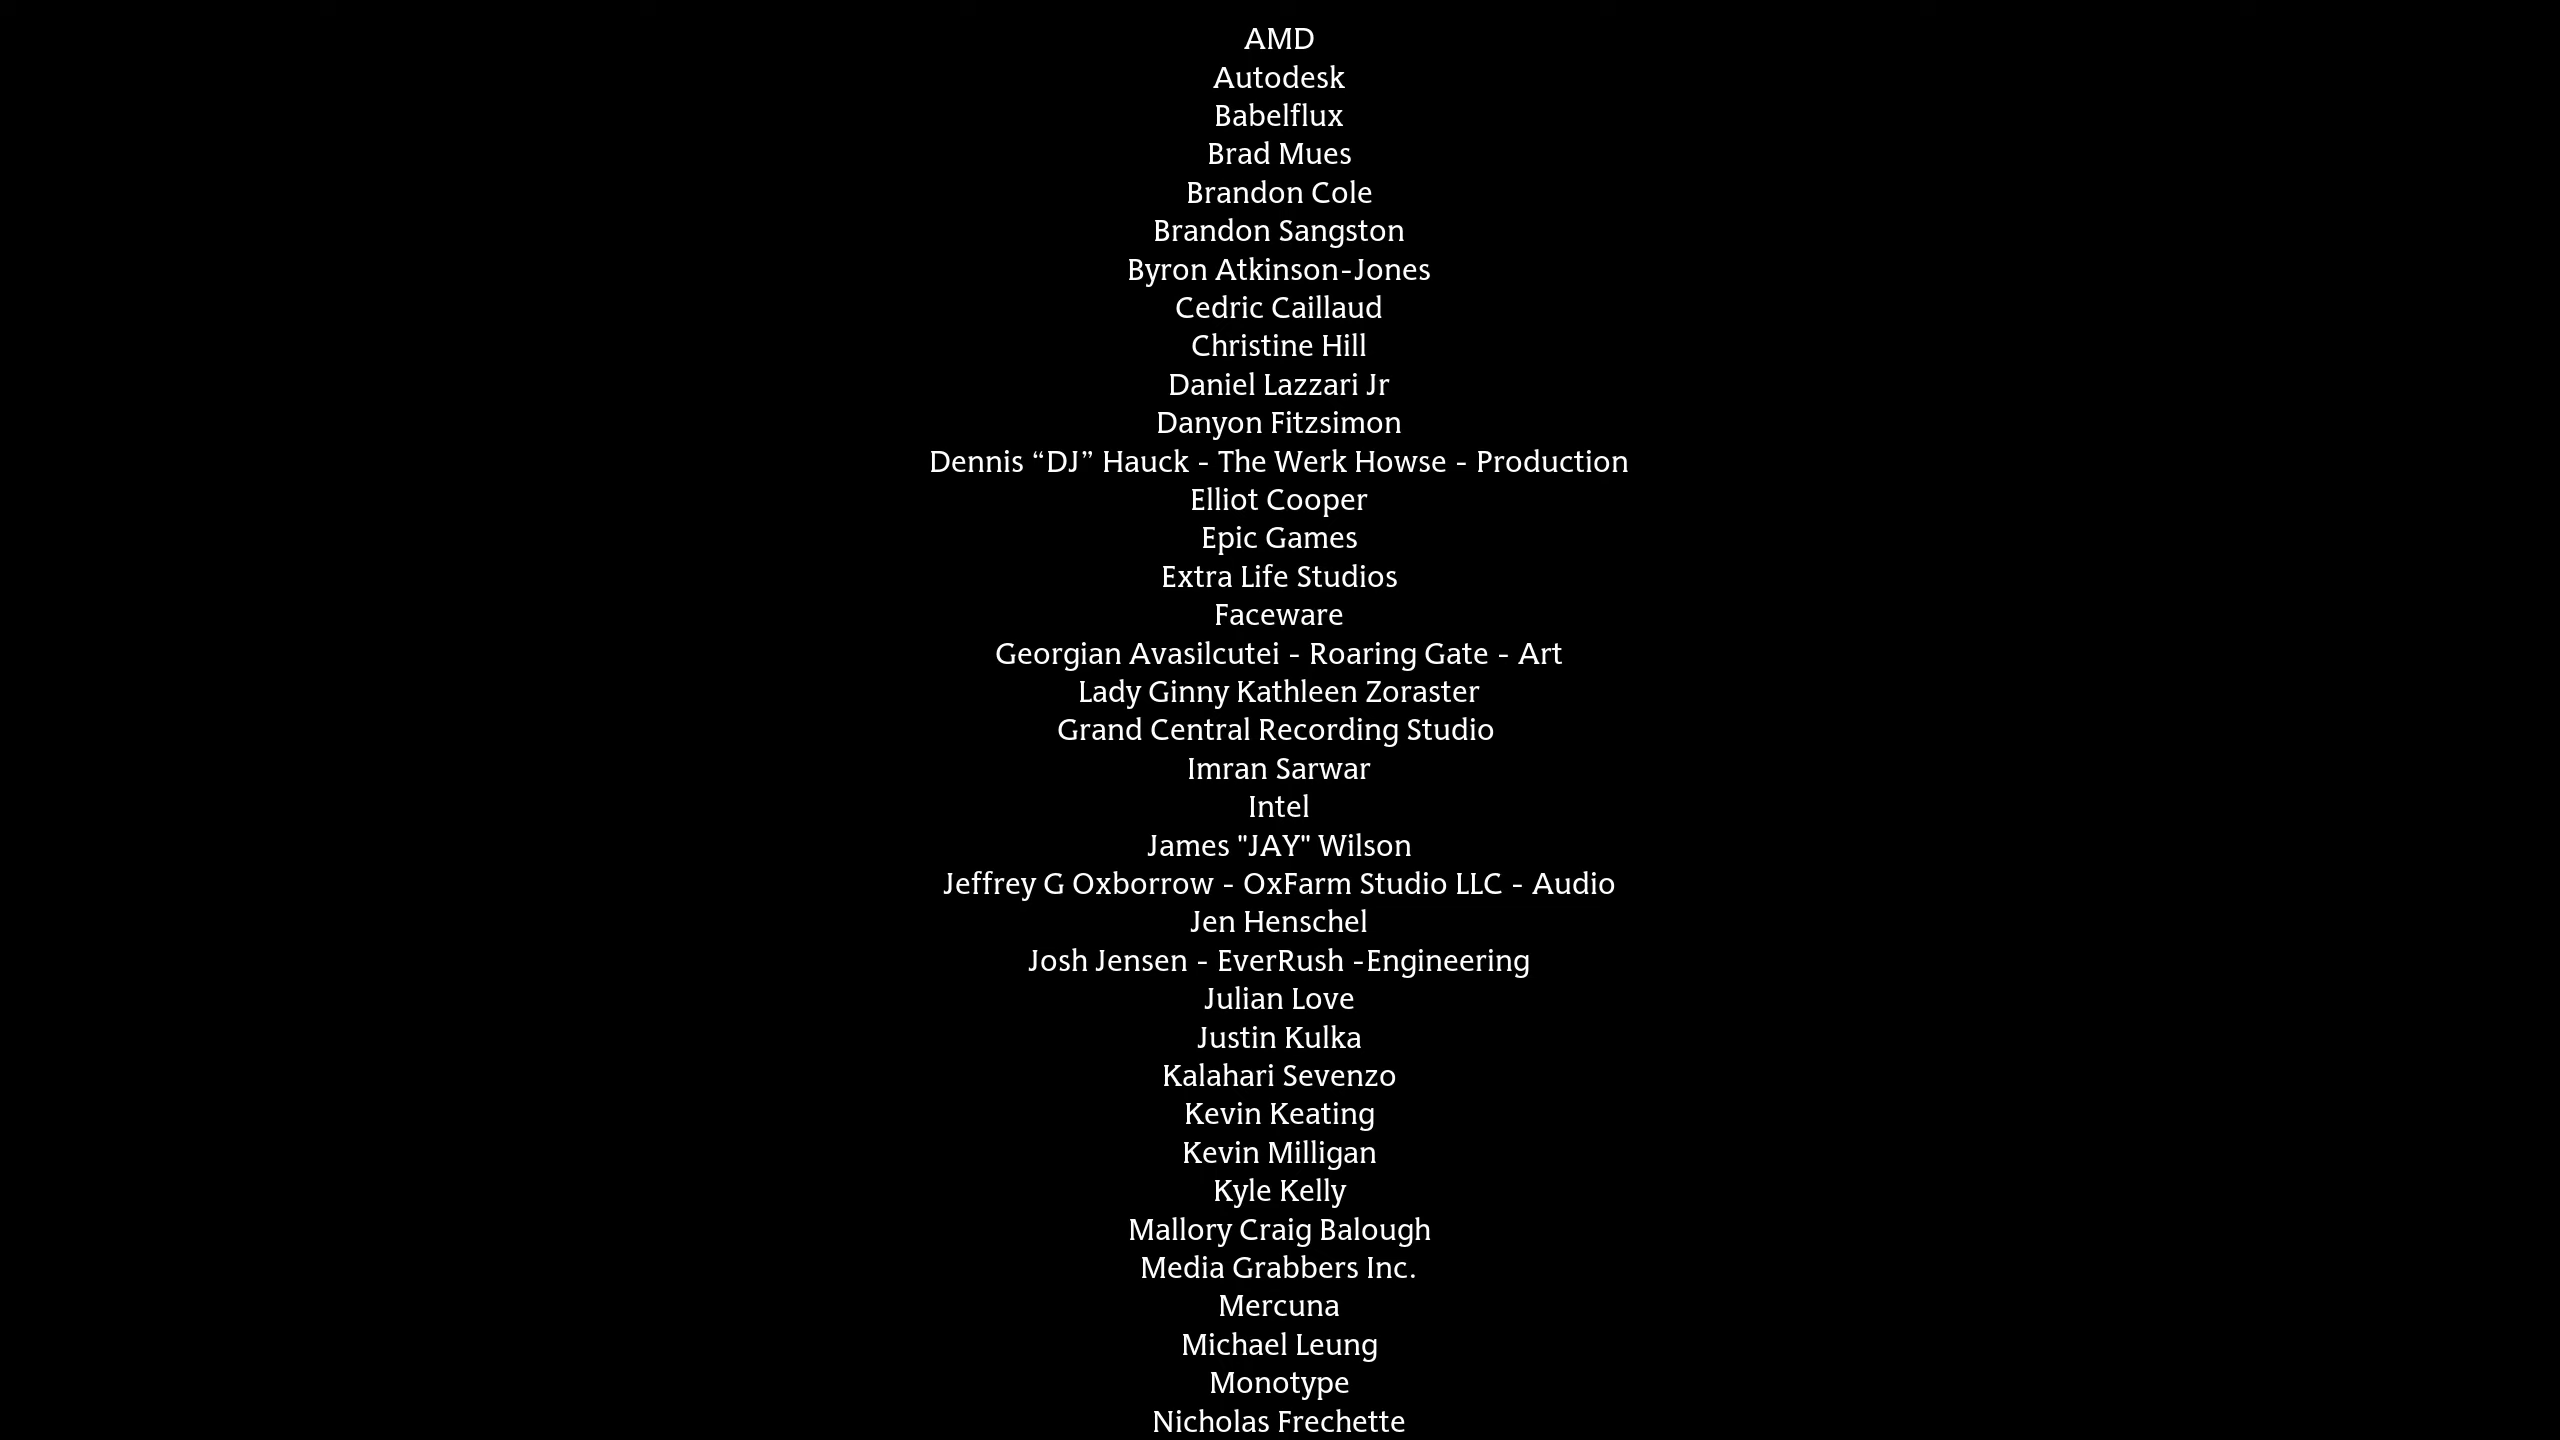 AMD
Autodesk
Babelflux
Brad Mues
Brandon Cole
Brandon Sangston
Byron Atkinson-Jones
Cedric Caillaud
Christine Hill
Daniel Lazzari Jr
Danyon Fitzsimon
Dennis “DJ” Hauck - The Werk Howse - Production
Elliot Cooper
Epic Games
Extra Life Studios
Faceware
Georgian Avasilcutei - Roaring Gate - Art
Lady Ginny Kathleen Zoraster
Grand Central Recording Studio
Imran Sarwar
Intel
James "JAY" Wilson
Jeffrey G Oxborrow - OxFarm Studio LLC - Audio
Jen Henschel
Josh Jensen - EverRush -Engineering
Julian Love
Justin Kulka
Kalahari Sevenzo
Kevin Keating
Kevin Milligan
Kyle Kelly
Mallory Craig Balough
Media Grabbers Inc.
Mercuna
Michael Leung
Monotype
Nicholas Frechette